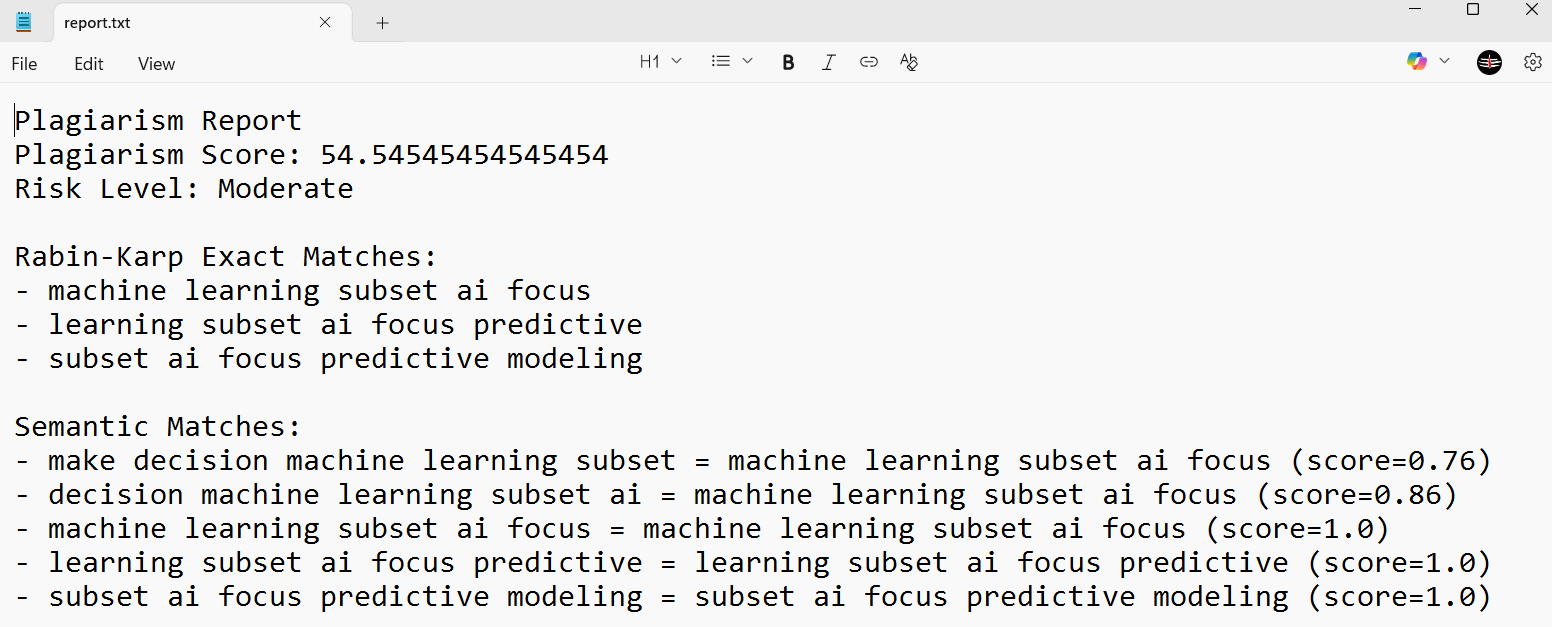 report.txt
File Edit View H1 B I
Plagiarism Report
Plagiarism Score: 54.54545454545454
Risk Level: Moderate
Rabin-Karp Exact Matches:
- machine learning subset ai focus
- learning subset ai focus predictive
- subset ai focus predictive modeling
Semantic Matches:
- make decision machine learning subset = machine learning subset ai focus (score=0.76)
- decision machine learning subset ai = machine learning subset ai focus (score=0.86)
- machine learning subset ai focus = machine learning subset ai focus (score=1.0)
- learning subset ai focus predictive = learning subset ai focus predictive (score=1.0)
- subset ai focus predictive modeling = subset ai focus predictive modeling (score=1.0)